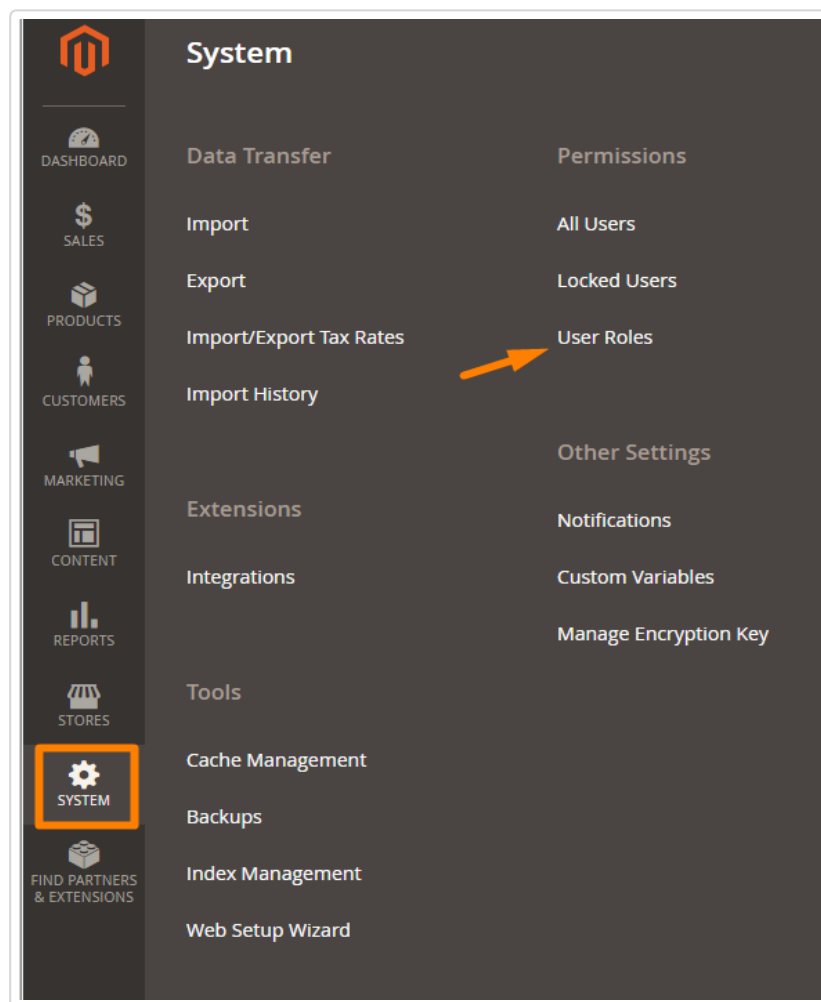 DASHBOARD
SALES
PRODUCTS
CUSTOMERS
MARKETING
CONTENT
REPORTS
STORES
SYSTEM
FIND PARTNERS
& EXTENSIONS
System
Data Transfer
Import
Export
Import/Export Tax Rates
Import History
Extensions
Integrations
Tools
Cache Management
Backups
Index Management
Web Setup Wizard
Permissions
All Users
Locked Users
User Roles
Other Settings
Notifications
Custom Variables
Manage Encryption Key